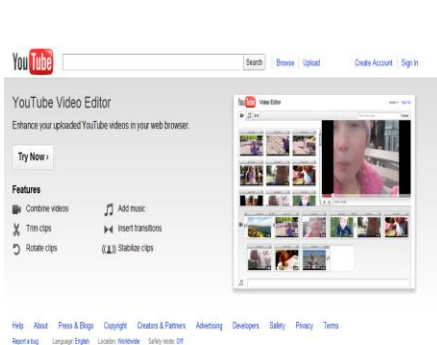 YouTube Search Browse Upload Create Account Sign In
YouTube Video Editor
Enhance your uploaded YouTube videos in your web browser.
Try Now ›
Features
Combine videos Add music
Trim clips Insert transitions
Rotate clips Stabilize clips
YouTube Video Editor
Help About Press & Blogs Copyright Creators & Partners Advertising Developers Safety Privacy Terms
Report a bug Language: English Location: Worldwide Safety mode: Off